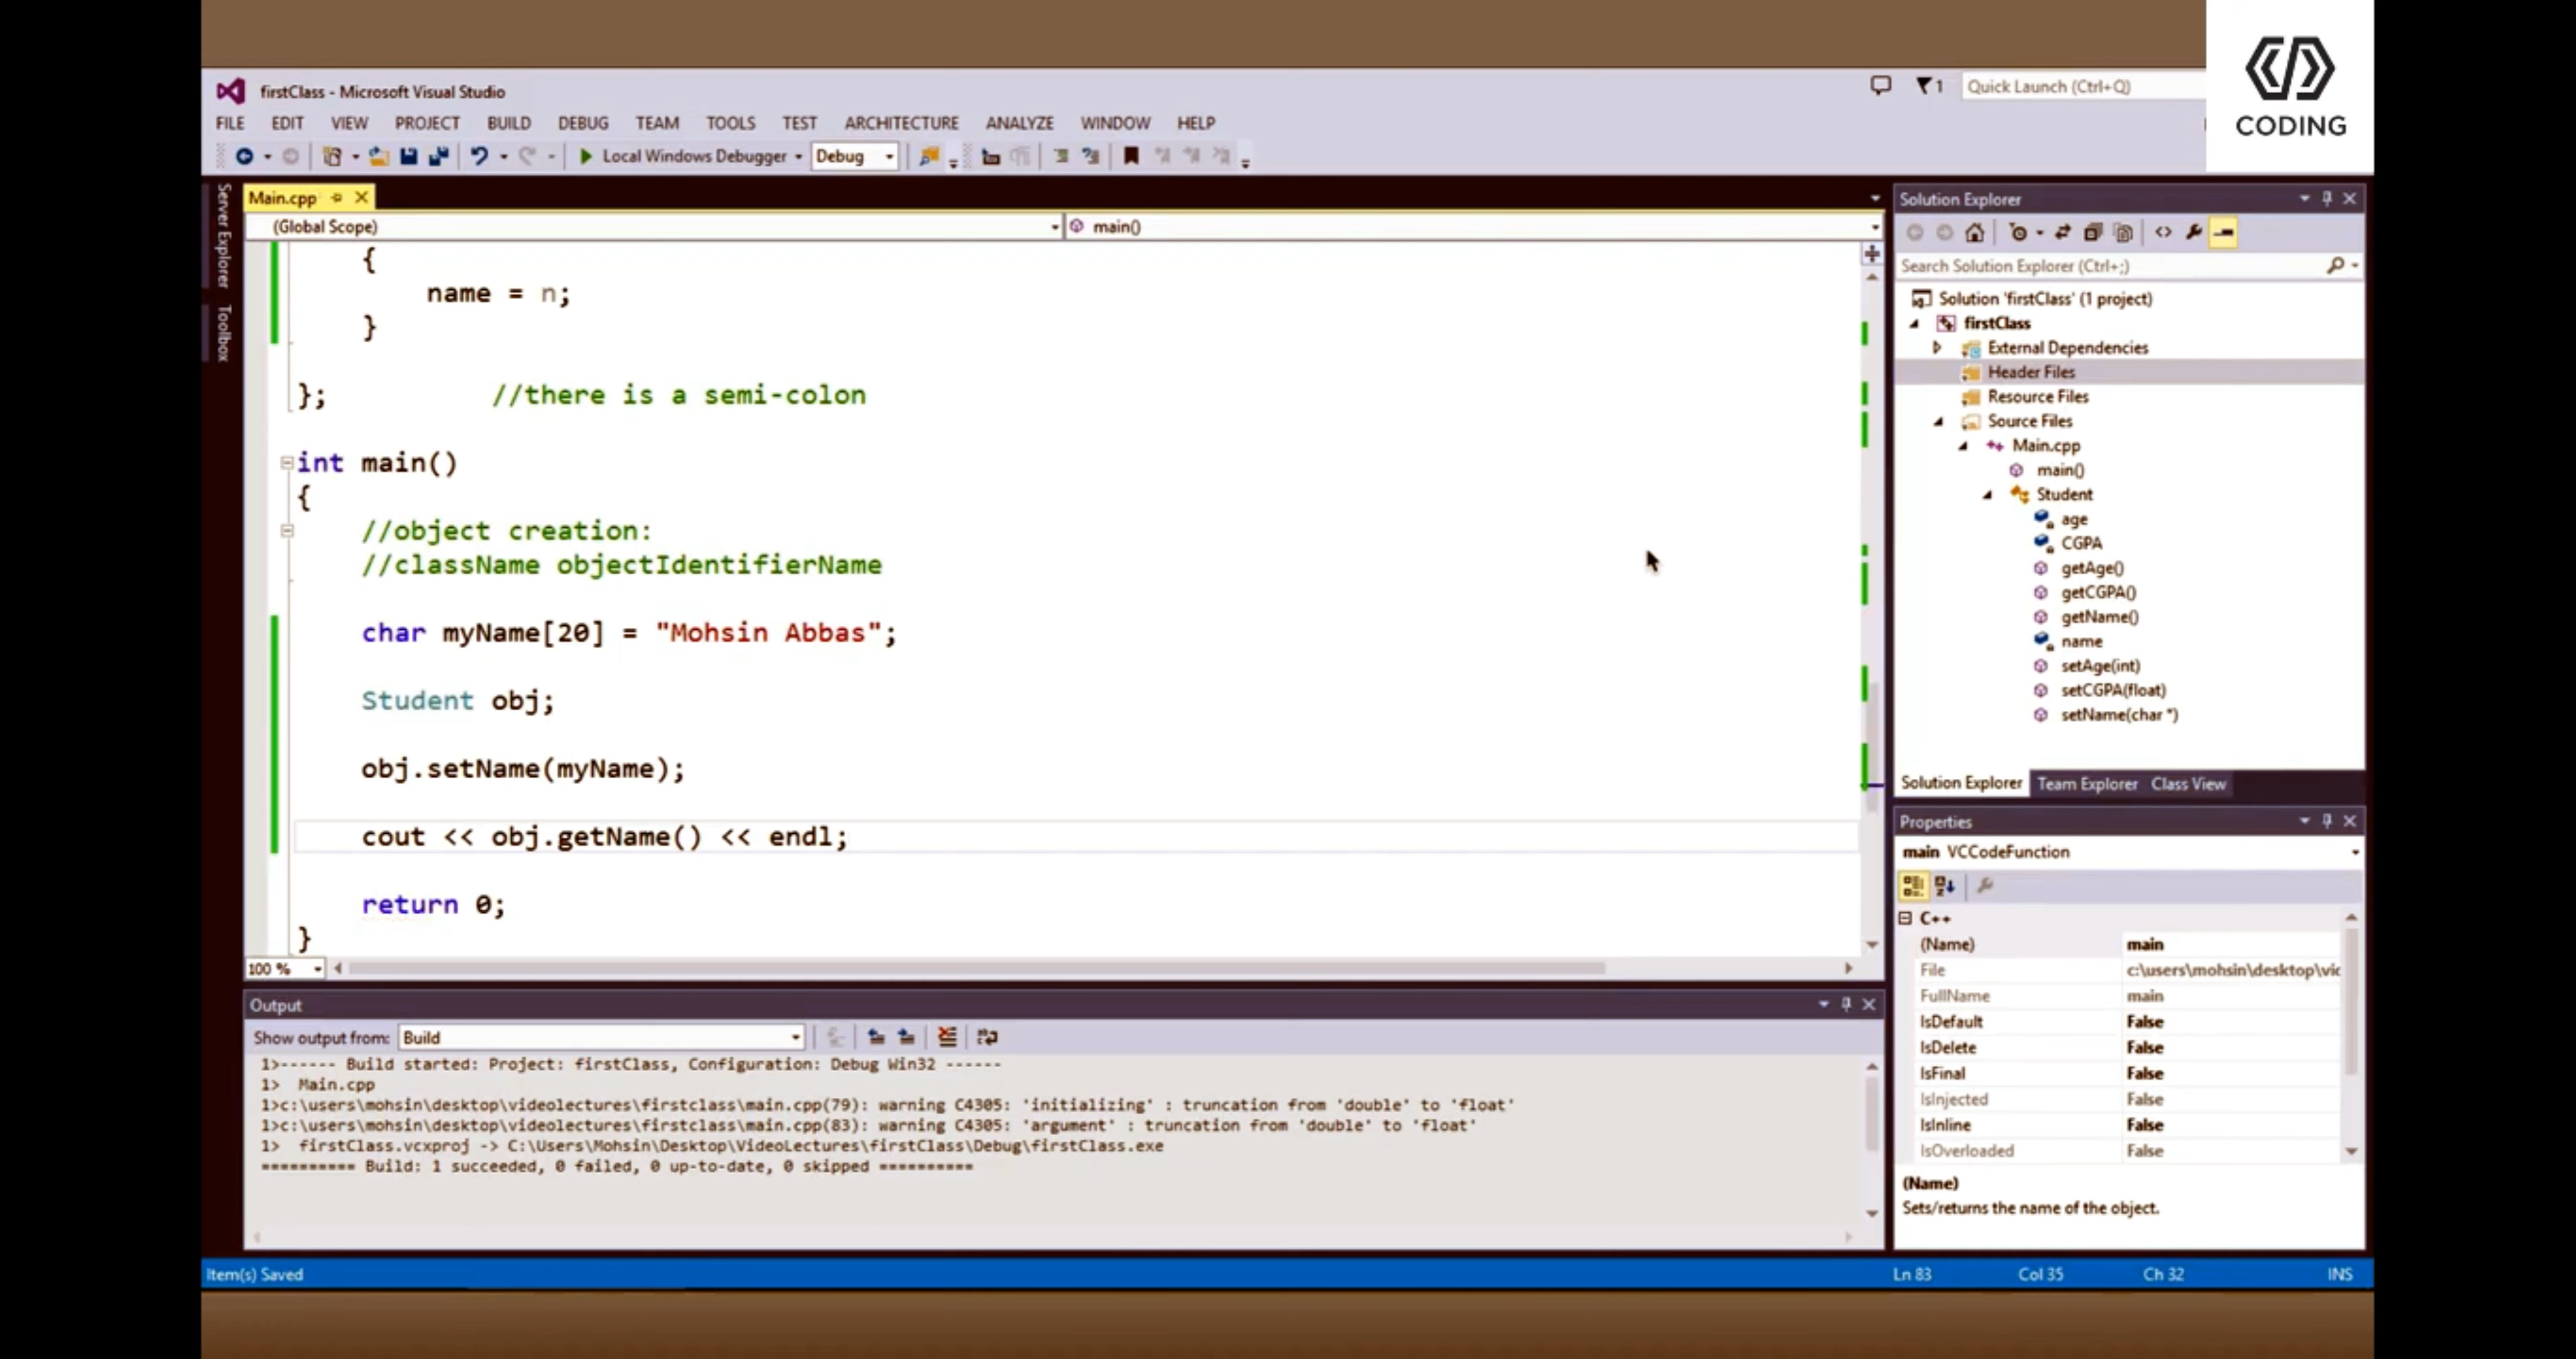 CODING
firstClass - Microsoft Visual Studio
1
Quick Launch (Ctrl+Q)
FILE EDIT VIEW PROJECT BUILD DEBUG TEAM TOOLS TEST ARCHITECTURE ANALYZE WINDOW HELP
Local Windows Debugger Debug
Server Explorer
Toolbox
Main.cpp
(Global Scope) main()
{
name = n;
}
}; //there is a semi-colon
int main()
{
//object creation:
//className objectIdentifierName
char myName[20] = "Mohsin Abbas";
Student obj;
obj.setName(myName);
cout << obj.getName() << endl;
return 0;
}
100 %
Output
Show output from: Build
1>------ Build started: Project: firstClass, Configuration: Debug Win32 ------
1> Main.cpp
1>c:\users\mohsin\desktop\videolectures\firstclass\main.cpp(79): warning C4305: 'initializing' : truncation from 'double' to 'float'
1>c:\users\mohsin\desktop\videolectures\firstclass\main.cpp(83): warning C4305: 'argument' : truncation from 'double' to 'float'
1> firstClass.vcxproj -> C:\Users\Mohsin\Desktop\VideoLectures\firstClass\Debug\firstClass.exe
========== Build: 1 succeeded, 0 failed, 0 up-to-date, 0 skipped ==========
Solution Explorer
Search Solution Explorer (Ctrl+;)
Solution 'firstClass' (1 project)
firstClass
External Dependencies
Header Files
Resource Files
Source Files
Main.cpp
main()
Student
age
CGPA
getAge()
getCGPA()
getName()
name
setAge(int)
setCGPA(float)
setName(char *)
Solution Explorer Team Explorer Class View
Properties
main VCCodeFunction
C++
(Name) main
File c:\users\mohsin\desktop\vic
FullName main
IsDefault False
IsDelete False
IsFinal False
IsInjected False
IsInline False
IsOverloaded False
(Name)
Sets/returns the name of the object.
Item(s) Saved Ln 83 Col 35 Ch 32 INS